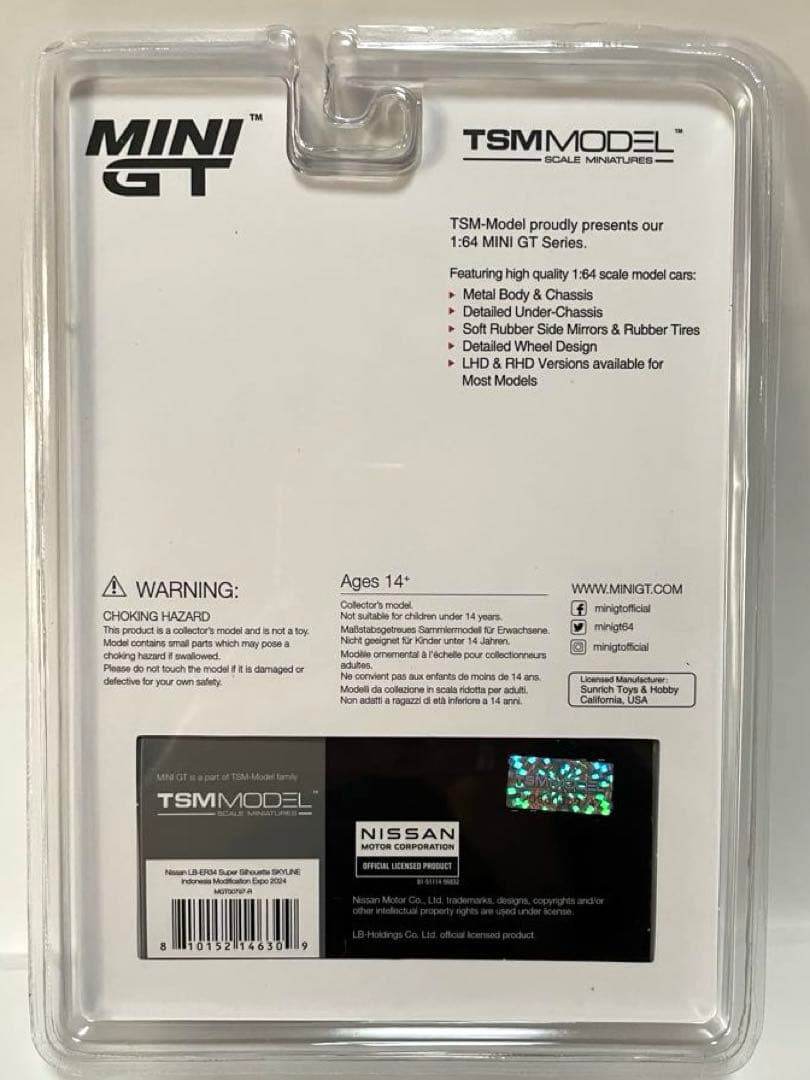 MINI ™
GT
TSMMODEL ™
SCALE MINIATURES
TSM-Model proudly presents our
1:64 MINI GT Series.
Featuring high quality 1:64 scale model cars:
Metal Body & Chassis
Detailed Under-Chassis
Soft Rubber Side Mirrors & Rubber Tires
Detailed Wheel Design
LHD & RHD Versions available for
Most Models
WARNING:
CHOKING HAZARD
This product is a collector's model and is not a toy.
Model contains small parts which may pose a
choking hazard if swallowed.
Please do not touch the model if it is damaged or
defective for your own safety.
Ages 14+
Collector's model.
Not suitable for children under 14 years.
Maßstabsgetreues Sammlermodell für Erwachsene.
Nicht geeignet für Kinder unter 14 Jahren.
Modèle ornemental à l'échelle pour collectionneurs
adultes.
Ne convient pas aux enfants de moins de 14 ans.
Modelli da collezione in scala ridotta per adulti.
Non adatti a ragazzi di età inferiore a 14 anni.
WWW.MINIGT.COM
minigtofficial
minigt64
minigtofficial
Licensed Manufacturer:
Sunrich Toys & Hobby
California, USA
MINI GT is a part of TSM-Model family
TSMMODEL ™
SCALE MINIATURES
Nissan LB-ER34 Super Silhouette SKYLINE
Indonesia Modification Expo 2024
MGT00797-R
8 10152 14630 9
NISSAN
MOTOR CORPORATION
OFFICIAL LICENSED PRODUCT
Nissan Motor Co., Ltd. trademarks, designs, copyrights and/or
other intellectual property rights are used under license.
LB-Holdings Co. Ltd. official licensed product.